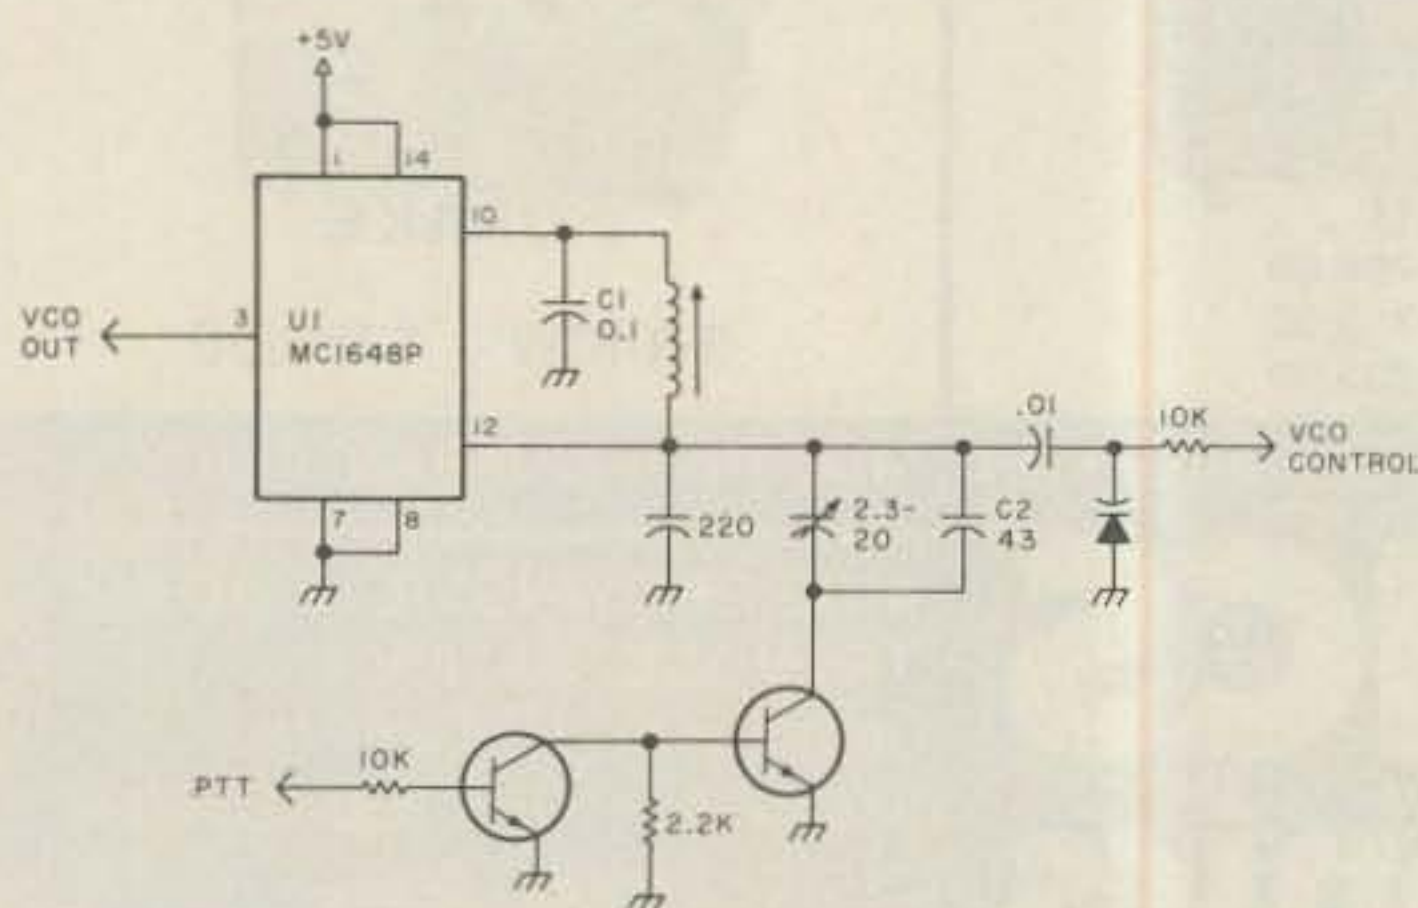 +5V
1
14
10
C1
0.1
VCO
OUT
3
U1
MC1648P
12
.01
10K
VCO
CONTROL
7
8
220
2.3-
20
C2
43
10K
PTT
2.2K